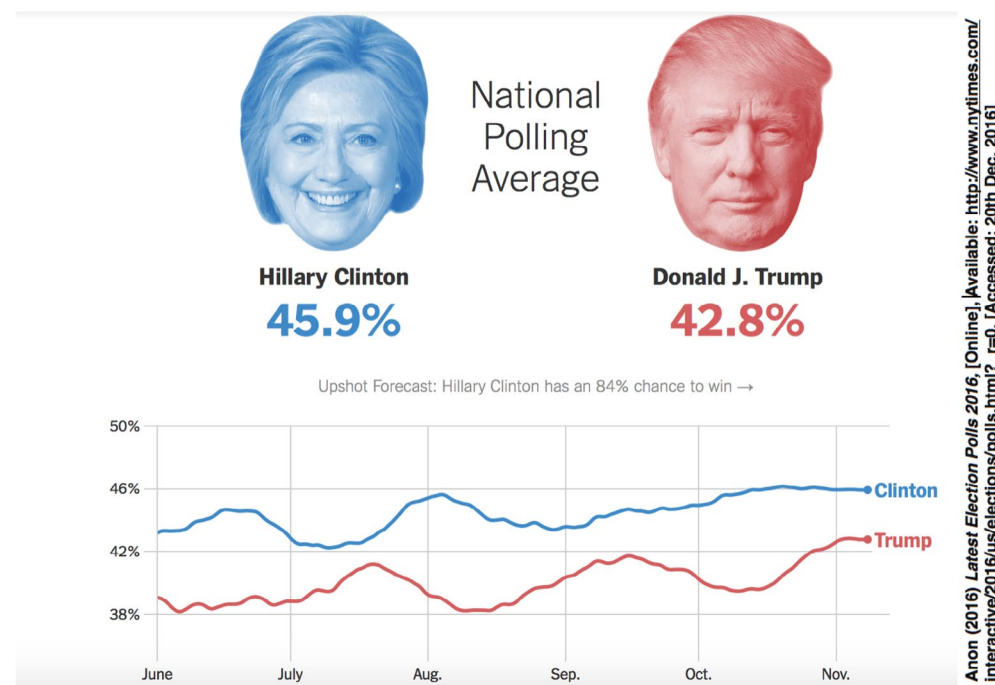 National
Polling
Average
Hillary Clinton
45.9%
Donald J. Trump
42.8%
Upshot Forecast: Hillary Clinton has an 84% chance to win →
50%
46%
42%
38%
Clinton
Trump
June
July
Aug.
Sep.
Oct.
Nov.
Anon (2016) Latest Election Polls 2016, [Online], Available: http://www.nytimes.com/
interactive/2016/us/elections/polls.html?_r=0, [Accessed: 20th Dec, 2016]